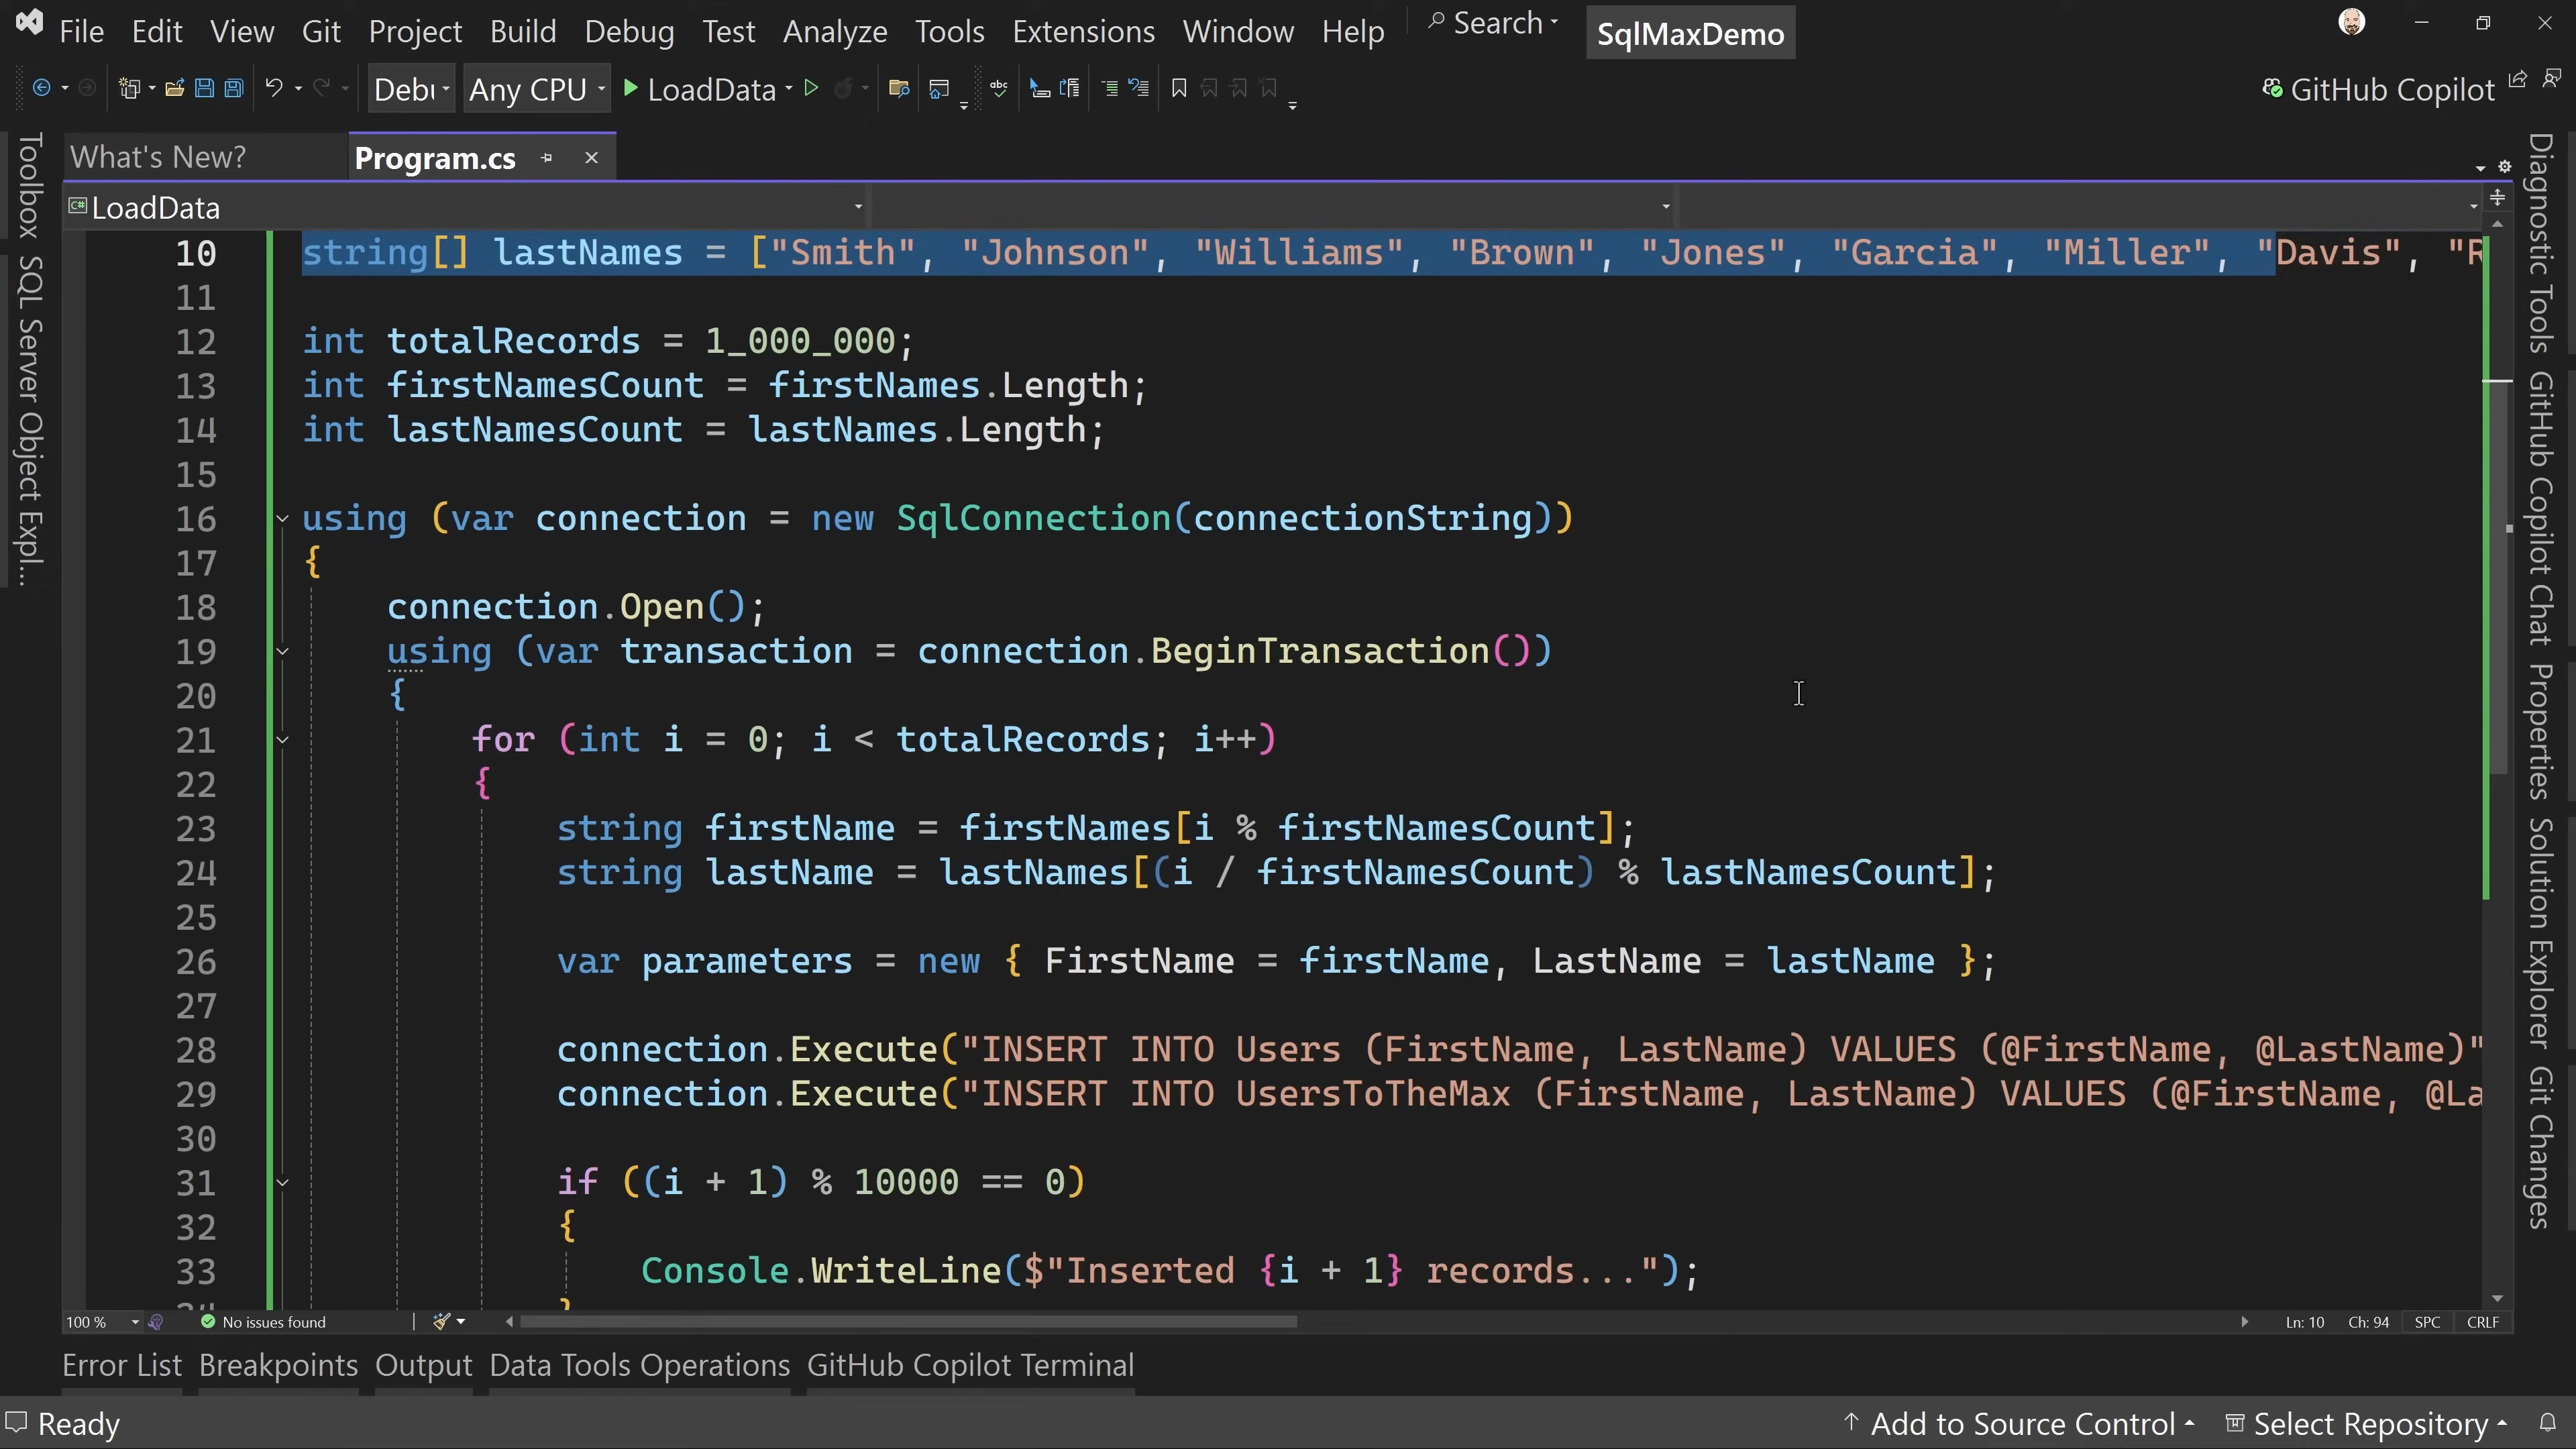 File Edit View Git Project Build Debug Test Analyze Tools Extensions Window Help Search SqlMaxDemo
Any CPU LoadData GitHub Copilot
What's New? Program.cs
LoadData
10 string[] lastNames = ["Smith", "Johnson", "Williams", "Brown", "Jones", "Garcia", "Miller", "Davis", "R
11
12 int totalRecords = 1_000_000;
13 int firstNamesCount = firstNames.Length;
14 int lastNamesCount = lastNames.Length;
15
16 using (var connection = new SqlConnection(connectionString))
17 {
18 connection.Open();
19 using (var transaction = connection.BeginTransaction())
20 {
21 for (int i = 0; i < totalRecords; i++)
22 {
23 string firstName = firstNames[i % firstNamesCount];
24 string lastName = lastNames[(i / firstNamesCount) % lastNamesCount];
25
26 var parameters = new { FirstName = firstName, LastName = lastName };
27
28 connection.Execute("INSERT INTO Users (FirstName, LastName) VALUES (@FirstName, @LastName)"
29 connection.Execute("INSERT INTO UsersToTheMax (FirstName, LastName) VALUES (@FirstName, @La
30
31 if ((i + 1) % 10000 == 0)
32 {
33 Console.WriteLine($"Inserted {i + 1} records...");
100 % No issues found Ln: 10 Ch: 94 SPC CRLF
Error List Breakpoints Output Data Tools Operations GitHub Copilot Terminal
Ready Add to Source Control Select Repository
Toolbox
SQL Server Object Expl...
Diagnostic Tools
GitHub Copilot Chat
Properties
Solution Explorer
Git Changes